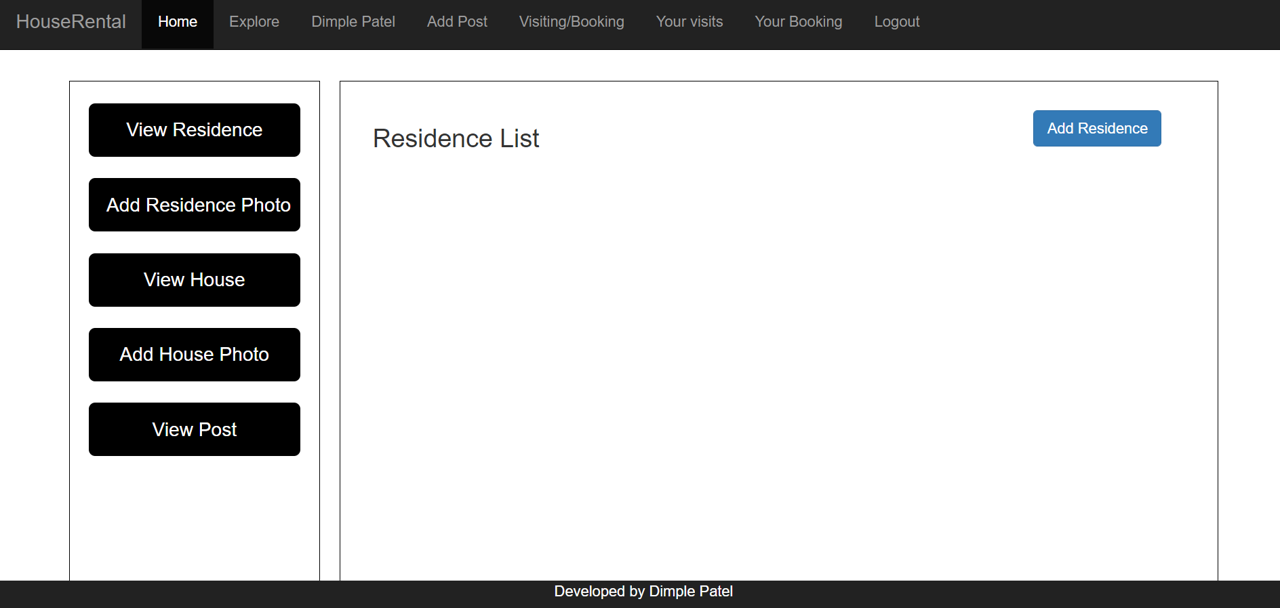 HouseRental Home Explore Dimple Patel Add Post Visiting/Booking Your visits Your Booking Logout
View Residence
Add Residence Photo
View House
Add House Photo
View Post
Residence List
Add Residence
Developed by Dimple Patel